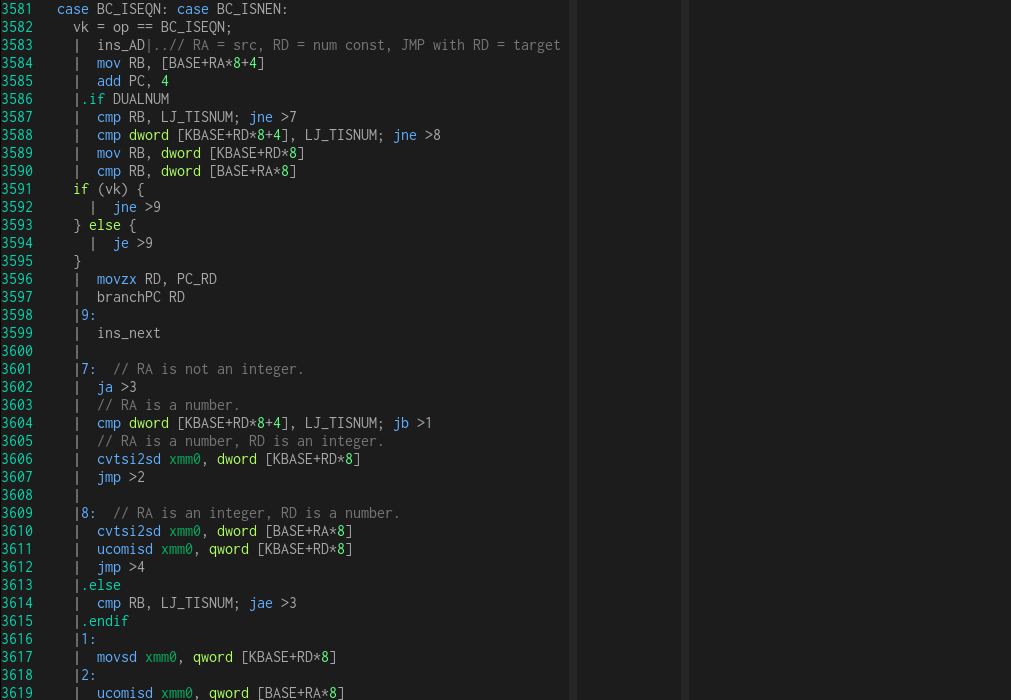 3581   case BC_ISEQN: case BC_ISNEN:
3582     vk = op == BC_ISEQN;
3583     |  ins_AD|..// RA = src, RD = num const, JMP with RD = target
3584     |  mov RB, [BASE+RA*8+4]
3585     |  add PC, 4
3586     |.if DUALNUM
3587     |  cmp RB, LJ_TISNUM; jne >7
3588     |  cmp dword [KBASE+RD*8+4], LJ_TISNUM; jne >8
3589     |  mov RB, dword [KBASE+RD*8]
3590     |  cmp RB, dword [BASE+RA*8]
3591     if (vk) {
3592       |  jne >9
3593     } else {
3594       |  je >9
3595     }
3596     |  movzx RD, PC_RD
3597     |  branchPC RD
3598     |9:
3599     |  ins_next
3600     |
3601     |7:  // RA is not an integer.
3602     |  ja >3
3603     |  // RA is a number.
3604     |  cmp dword [KBASE+RD*8+4], LJ_TISNUM; jb >1
3605     |  // RA is a number, RD is an integer.
3606     |  cvtsi2sd xmm0, dword [KBASE+RD*8]
3607     |  jmp >2
3608     |
3609     |8:  // RA is an integer, RD is a number.
3610     |  cvtsi2sd xmm0, dword [BASE+RA*8]
3611     |  ucomisd xmm0, qword [KBASE+RD*8]
3612     |  jmp >4
3613     |.else
3614     |  cmp RB, LJ_TISNUM; jae >3
3615     |.endif
3616     |1:
3617     |  movsd xmm0, qword [KBASE+RD*8]
3618     |2:
3619     |  ucomisd xmm0, qword [BASE+RA*8]